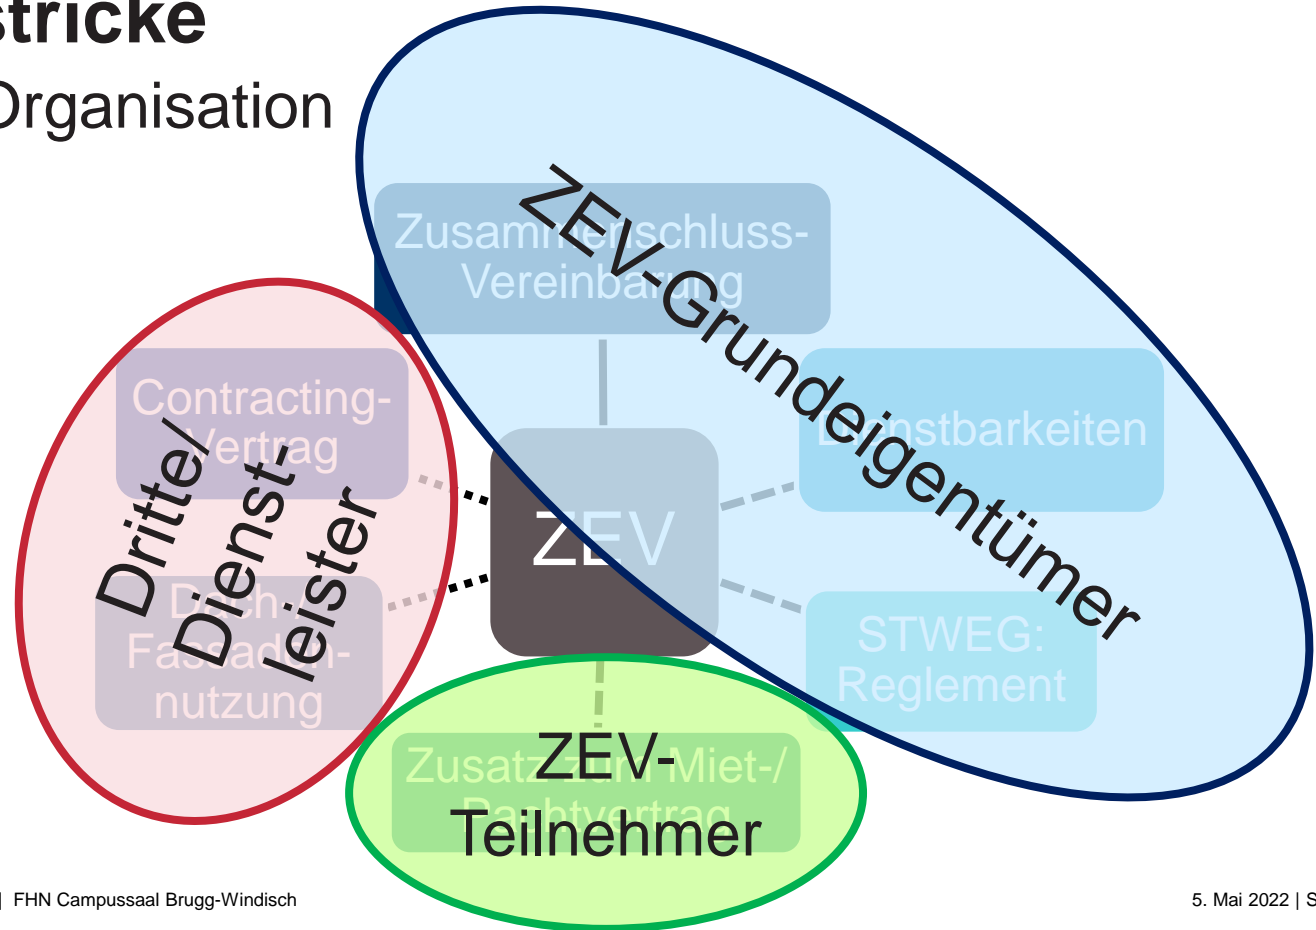 stricke
Organisation
Zusammenschluss-
Vereinbarung
ZEV-Grundeigentümer
Contracting-
Vertrag
Dritte/
Dienst-
leister
Dienstbarkeiten
ZEV
Dach-/
Fassaden-
nutzung
STWEG:
Reglement
Zusatz zum Miet-/
Pachtvertrag
ZEV-
Teilnehmer
| FHN Campussaal Brugg-Windisch
5. Mai 2022 | S